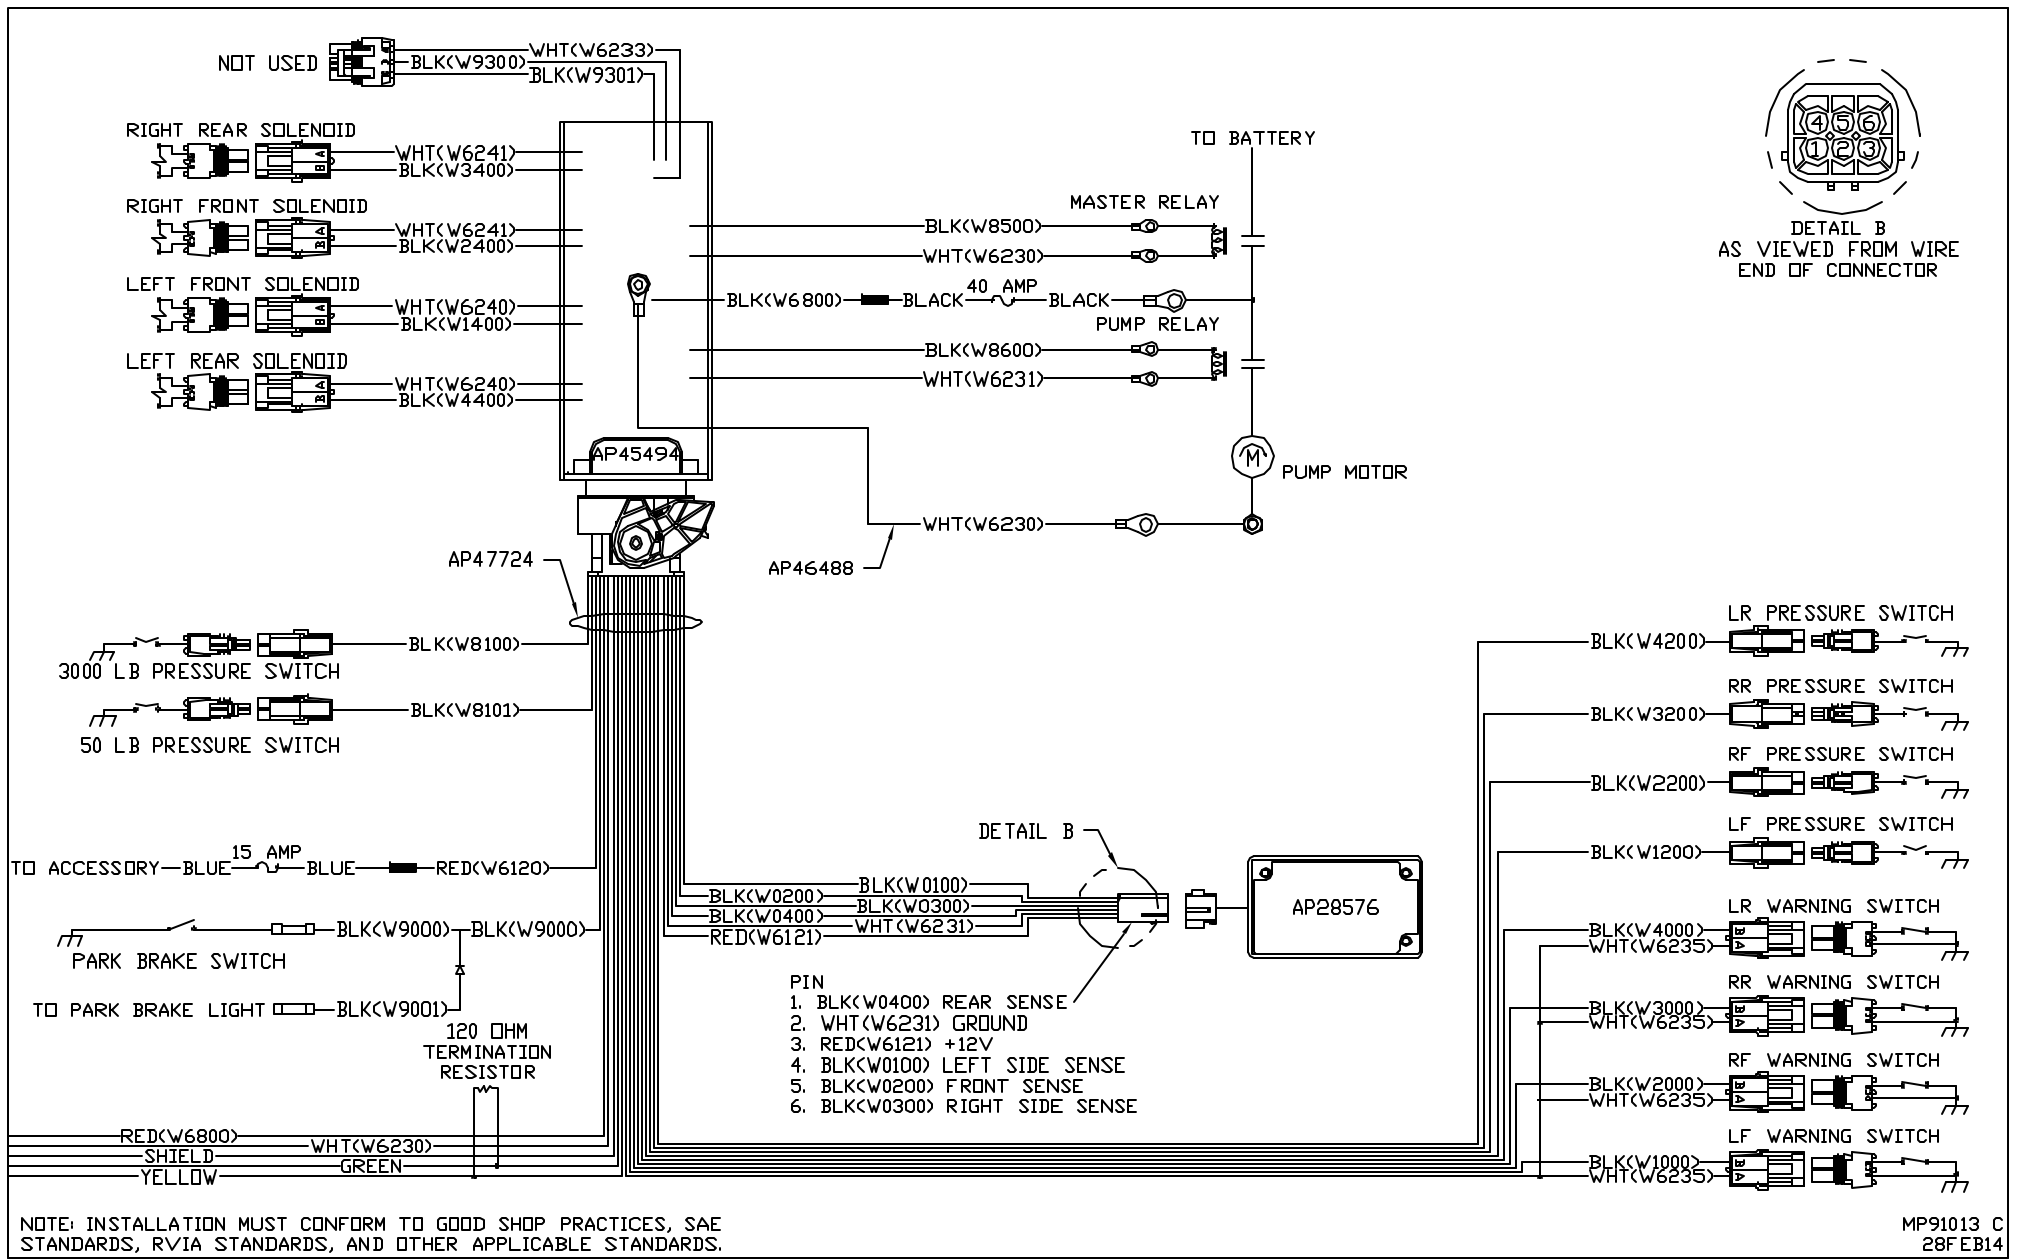 NOT USED
WHT(W6233)
BLK(W9300)
BLK(W9301)
RIGHT REAR SOLENOID
A
B
WHT(W6241)
BLK(W3400)
RIGHT FRONT SOLENOID
A
B
WHT(W6241)
BLK(W2400)
LEFT FRONT SOLENOID
A
B
WHT(W6240)
BLK(W1400)
LEFT REAR SOLENOID
A
B
WHT(W6240)
BLK(W4400)
AP45494
TO BATTERY
MASTER RELAY
BLK(W8500)
WHT(W6230)
BLK(W6800)
BLACK
40 AMP
BLACK
PUMP RELAY
BLK(W8600)
WHT(W6231)
M
PUMP MOTOR
WHT(W6230)
AP46488
4 5 6
1 2 3
DETAIL B
AS VIEWED FROM WIRE
END OF CONNECTOR
AP47724
BLK(W8100)
3000 LB PRESSURE SWITCH
BLK(W8101)
50 LB PRESSURE SWITCH
TO ACCESSORY
BLUE
15 AMP
BLUE
RED(W6120)
BLK(W9000)
BLK(W9000)
PARK BRAKE SWITCH
TO PARK BRAKE LIGHT
BLK(W9001)
120 OHM
TERMINATION
RESISTOR
RED(W6800)
WHT(W6230)
SHIELD
GREEN
YELLOW
DETAIL B
BLK(W0100)
BLK(W0200)
BLK(W0300)
BLK(W0400)
WHT(W6231)
RED(W6121)
AP28576
PIN
1. BLK(W0400) REAR SENSE
2. WHT(W6231) GROUND
3. RED(W6121) +12V
4. BLK(W0100) LEFT SIDE SENSE
5. BLK(W0200) FRONT SENSE
6. BLK(W0300) RIGHT SIDE SENSE
LR PRESSURE SWITCH
BLK(W4200)
RR PRESSURE SWITCH
BLK(W3200)
RF PRESSURE SWITCH
BLK(W2200)
LF PRESSURE SWITCH
BLK(W1200)
LR WARNING SWITCH
BLK(W4000)
WHT(W6235)
B
A
RR WARNING SWITCH
BLK(W3000)
WHT(W6235)
B
A
RF WARNING SWITCH
BLK(W2000)
WHT(W6235)
B
A
LF WARNING SWITCH
BLK(W1000)
WHT(W6235)
B
A
NOTE: INSTALLATION MUST CONFORM TO GOOD SHOP PRACTICES, SAE
STANDARDS, RVIA STANDARDS, AND OTHER APPLICABLE STANDARDS.
MP91013 C
28FEB14